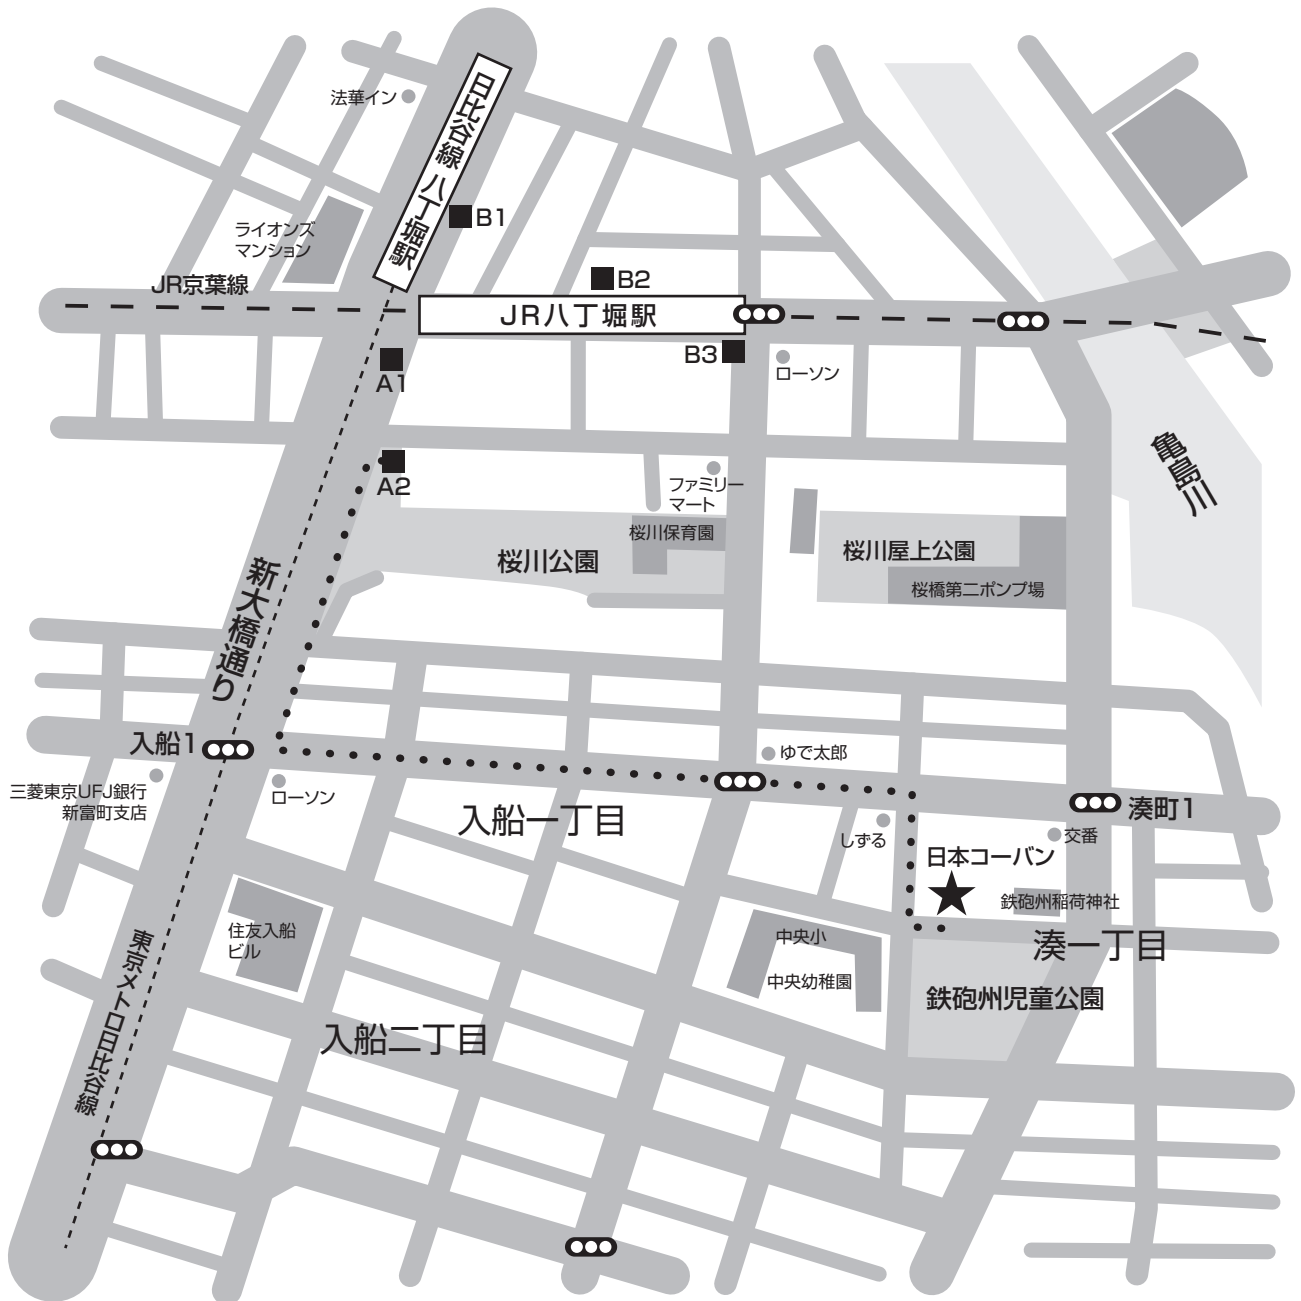 法華イン
日比谷線 八丁堀駅
B1
ライオンズ
マンション
B2
JR京葉線
JR八丁堀駅
B3
ローソン
A1
亀島川
A2
ファミリー
マート
桜川保育園
桜川公園
桜川屋上公園
桜橋第二ポンプ場
新大橋通り
入船1
ゆで太郎
三菱東京UFJ銀行
新富町支店
ローソン
入船一丁目
湊町1
しずる
交番
日本コーバン
鉄砲州稲荷神社
住友入船
ビル
中央小
中央幼稚園
湊一丁目
鉄砲州児童公園
東京メトロ日比谷線
入船二丁目